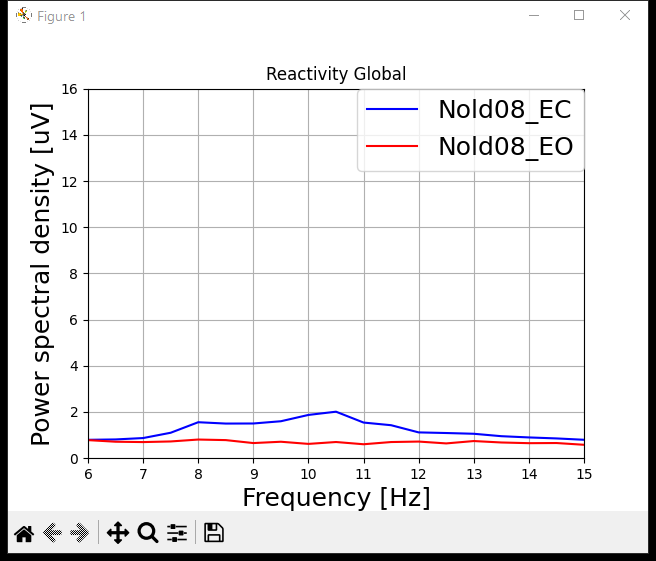 Figure 1
Reactivity Global
Nold08_EC
Nold08_EO
Power spectral density [uV]
16
14
12
10
8
6
4
2
0
6 7 8 9 10 11 12 13 14 15
Frequency [Hz]